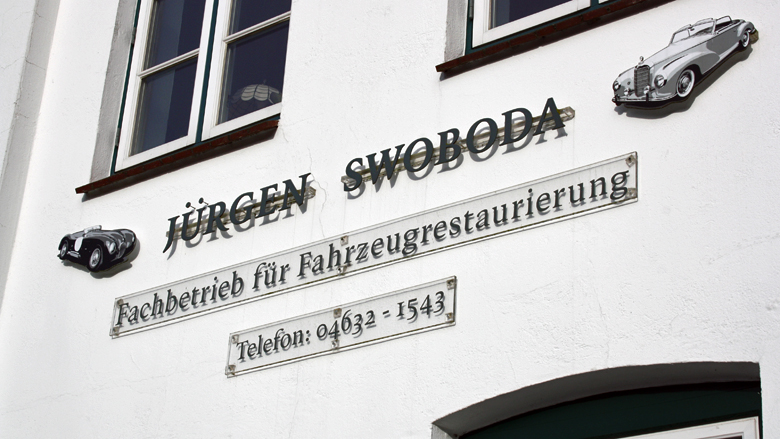 JÜRGEN SWOBODA
Fachbetrieb für Fahrzeugrestaurierung
Telefon: 04632 - 1543